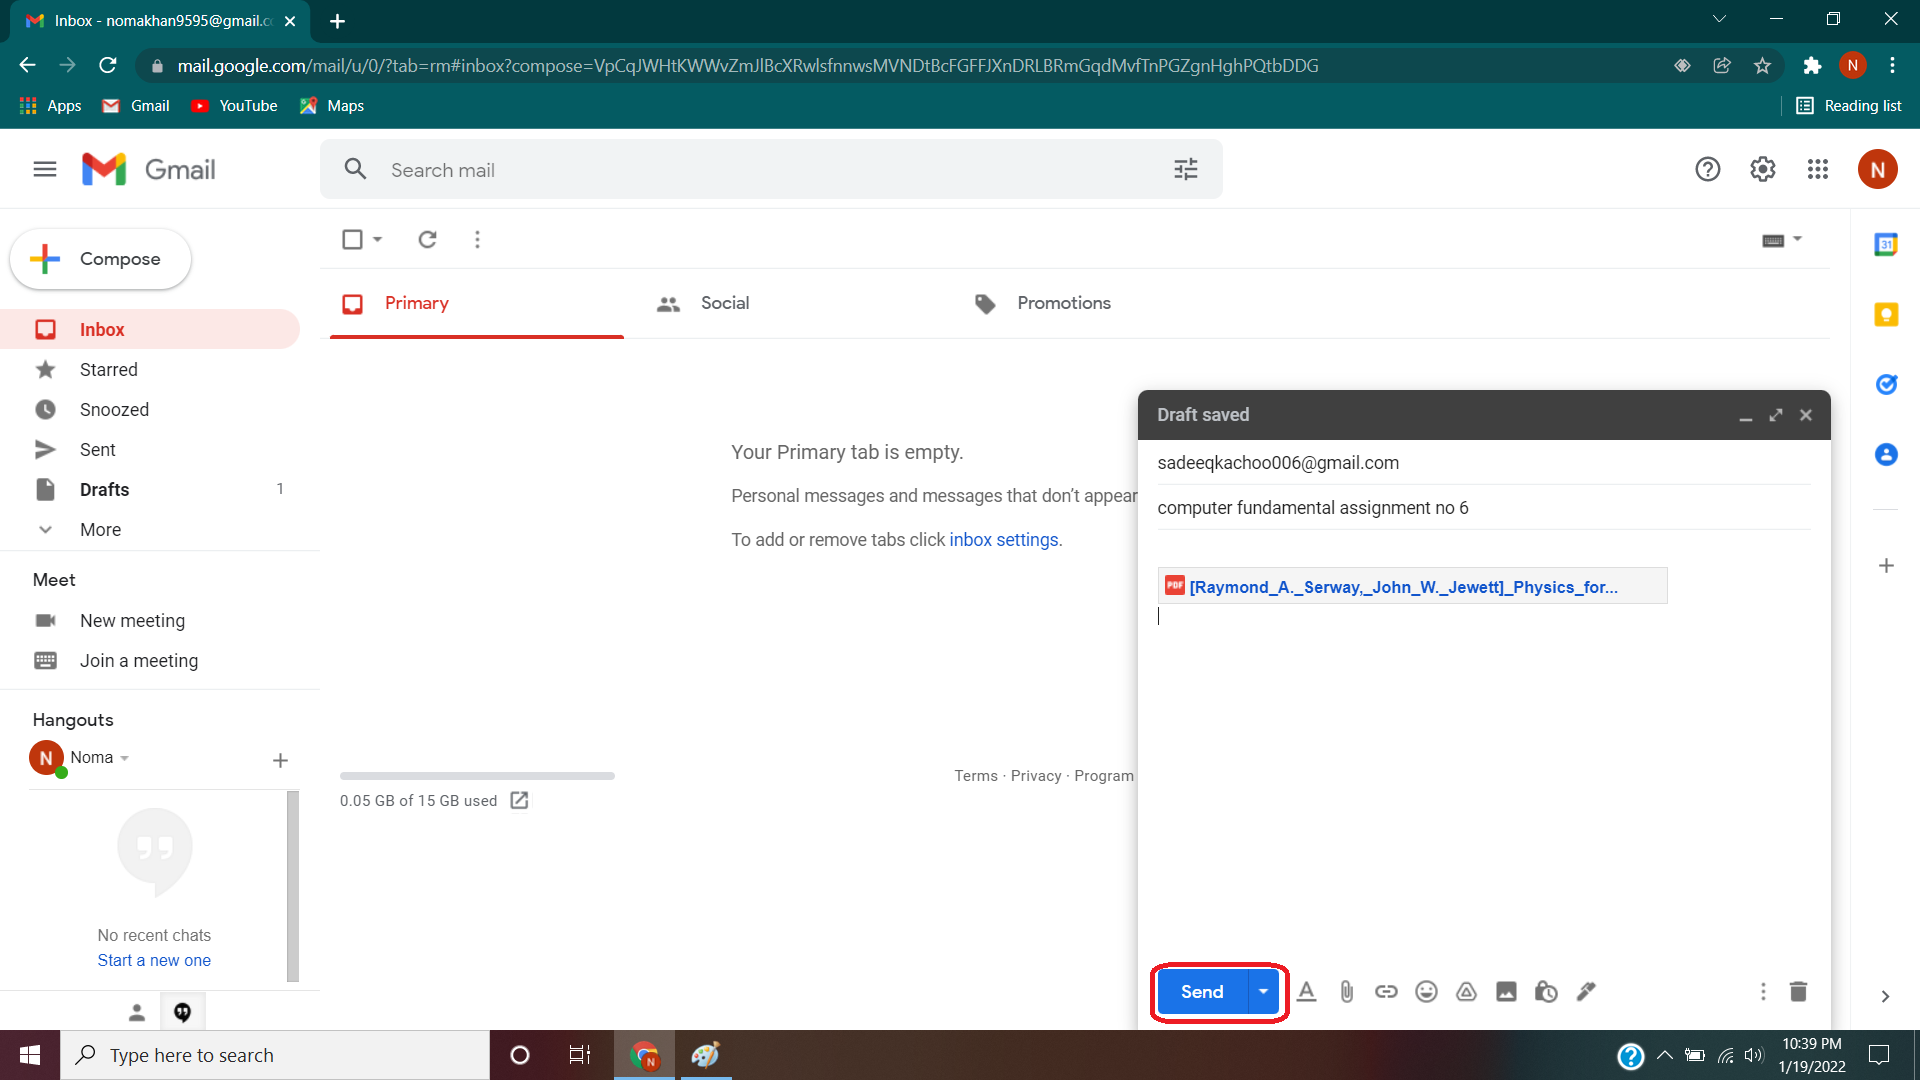 Inbox - nomakhan9595@gmail.c
mail.google.com/mail/u/0/?tab=rm#inbox?compose=VpCqJWHtKWWvZmJlBcXRwlsfnnwsMVNDtBcFGFFJXnDRLBRmGqdMvfTnPGZgnHghPQtbDDG
N
Apps
Gmail
YouTube
Maps
Reading list
Gmail
Search mail
N
Compose
31
Primary
Social
Promotions
Inbox
Starred
Snoozed
Sent
Drafts 1
More
Your Primary tab is empty.
Personal messages and messages that don't appear
To add or remove tabs click inbox settings.
Draft saved
sadeeqkachoo006@gmail.com
computer fundamental assignment no 6
PDF [Raymond_A._Serway,_John_W._Jewett]_Physics_for...
Meet
New meeting
Join a meeting
Hangouts
N Noma
Terms · Privacy · Program
0.05 GB of 15 GB used
No recent chats
Start a new one
Send
Type here to search
N
10:39 PM
1/19/2022